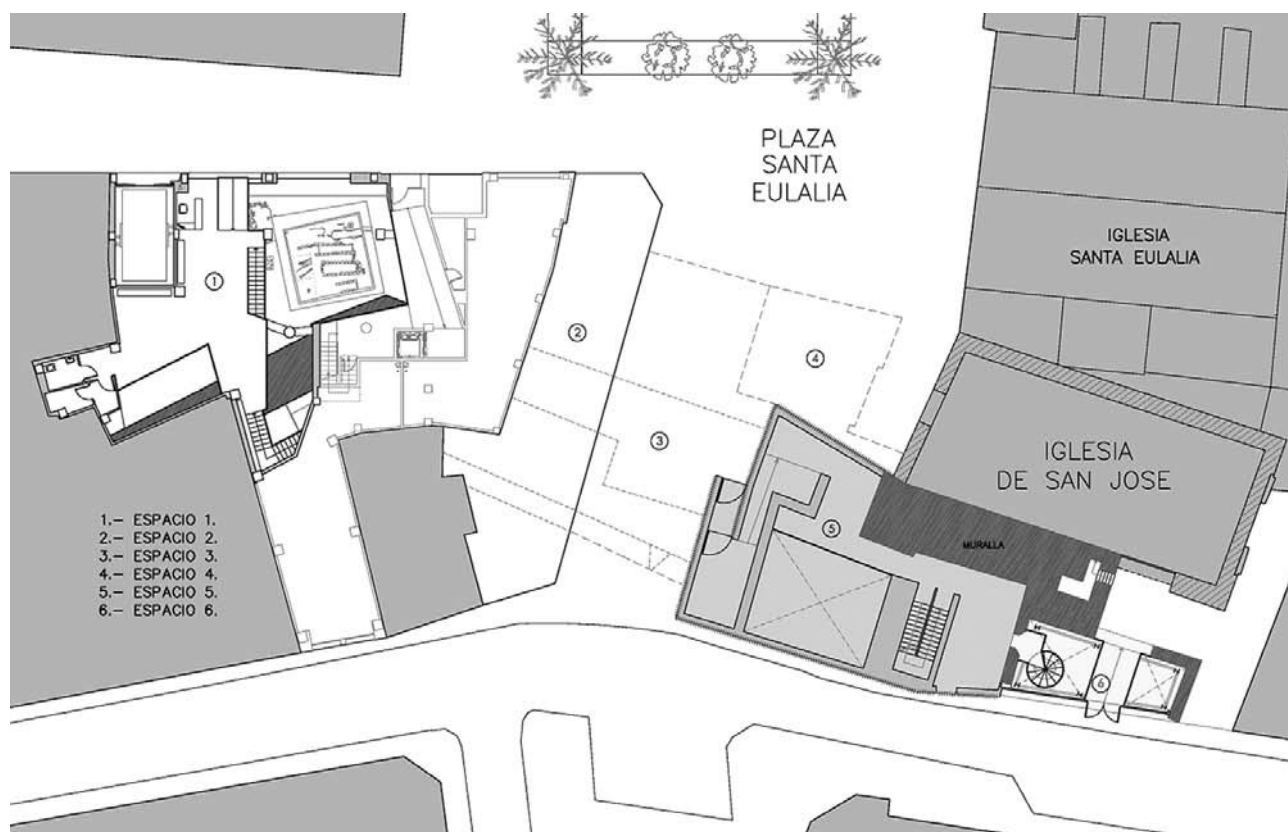 PLAZA
SANTA
EULALIA
IGLESIA
SANTA EULALIA
1
2
4
3
IGLESIA
DE SAN JOSE
5
MURALLA
6
1.- ESPACIO 1.
2.- ESPACIO 2.
3.- ESPACIO 3.
4.- ESPACIO 4.
5.- ESPACIO 5.
6.- ESPACIO 6.